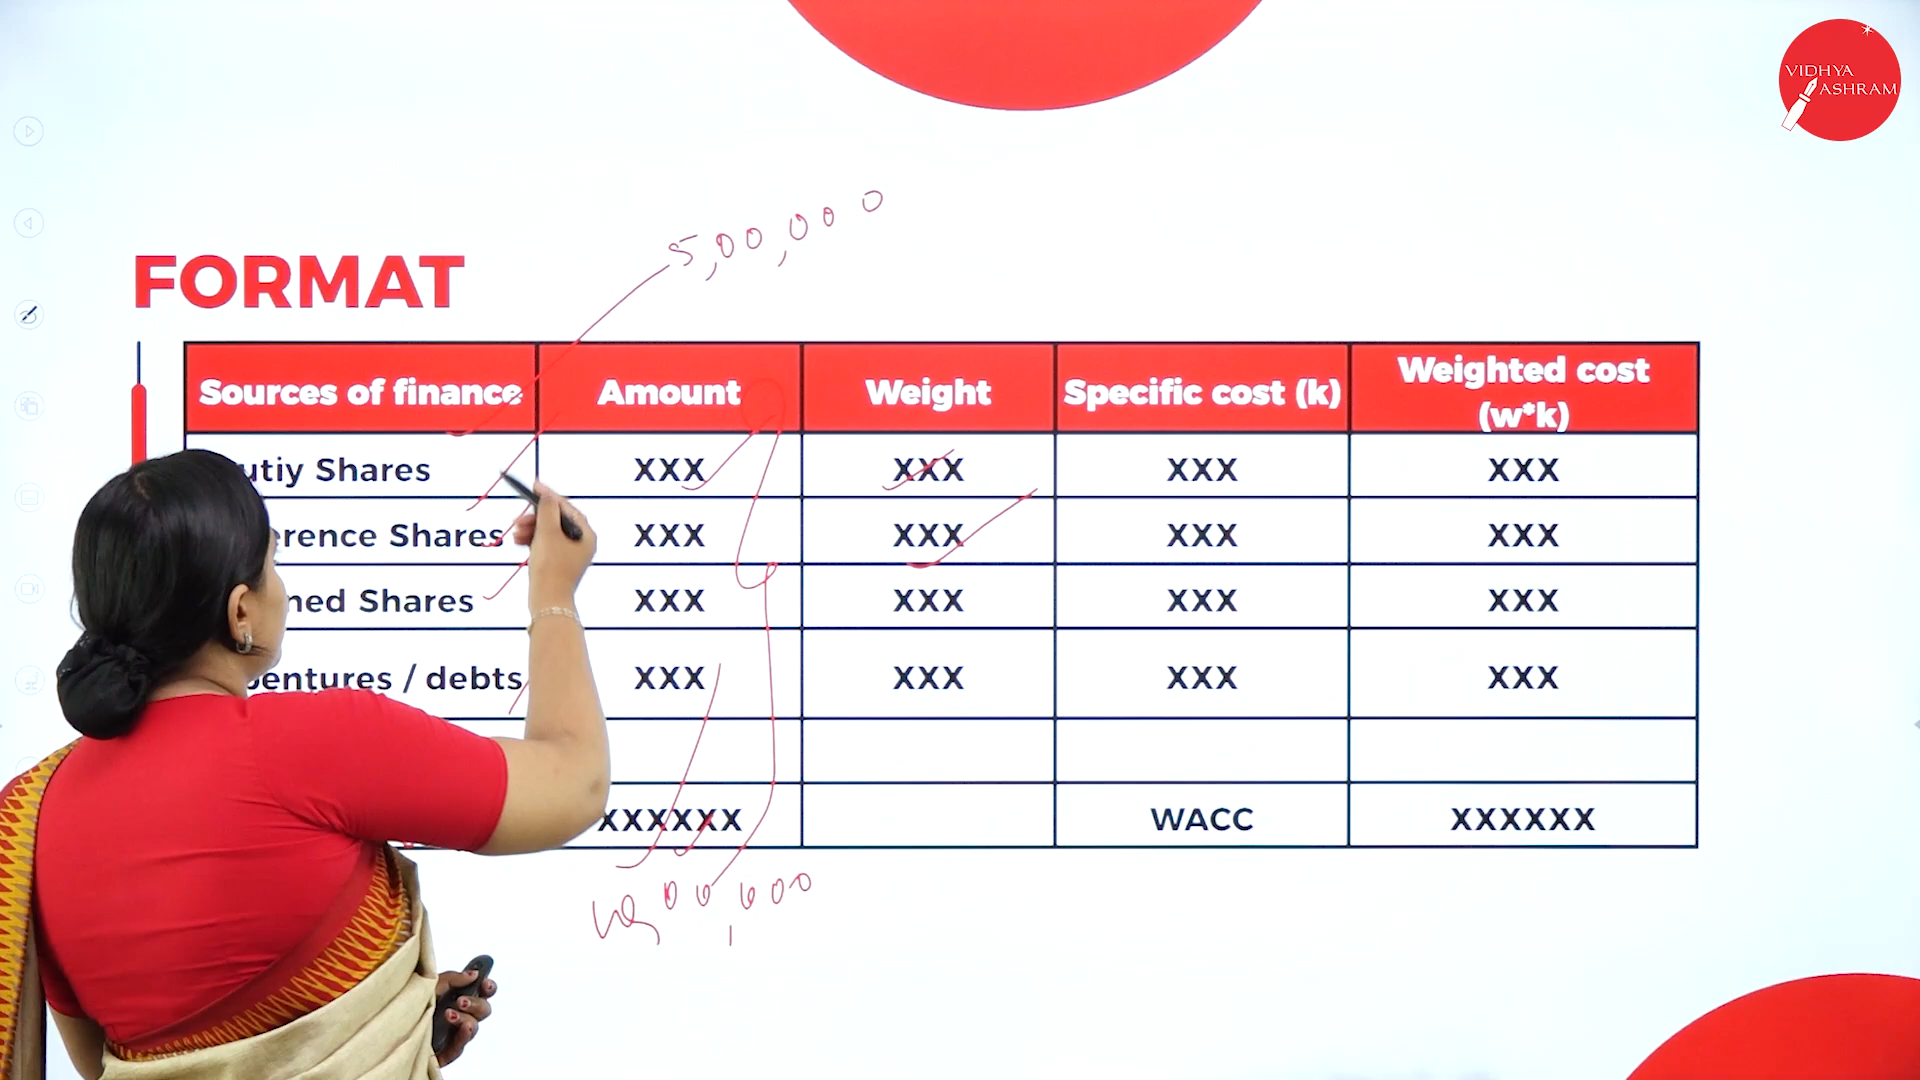 VIDHYA
ASHRAM
5,00,000
FORMAT
Sources of finance Amount Weight Specific cost (k) Weighted cost (w*k)
utiy Shares XXX XXX XXX XXX
erence Shares XXX XXX XXX XXX
ned Shares XXX XXX XXX XXX
entures / debts XXX XXX XXX XXX
XXXXXX WACC XXXXXX